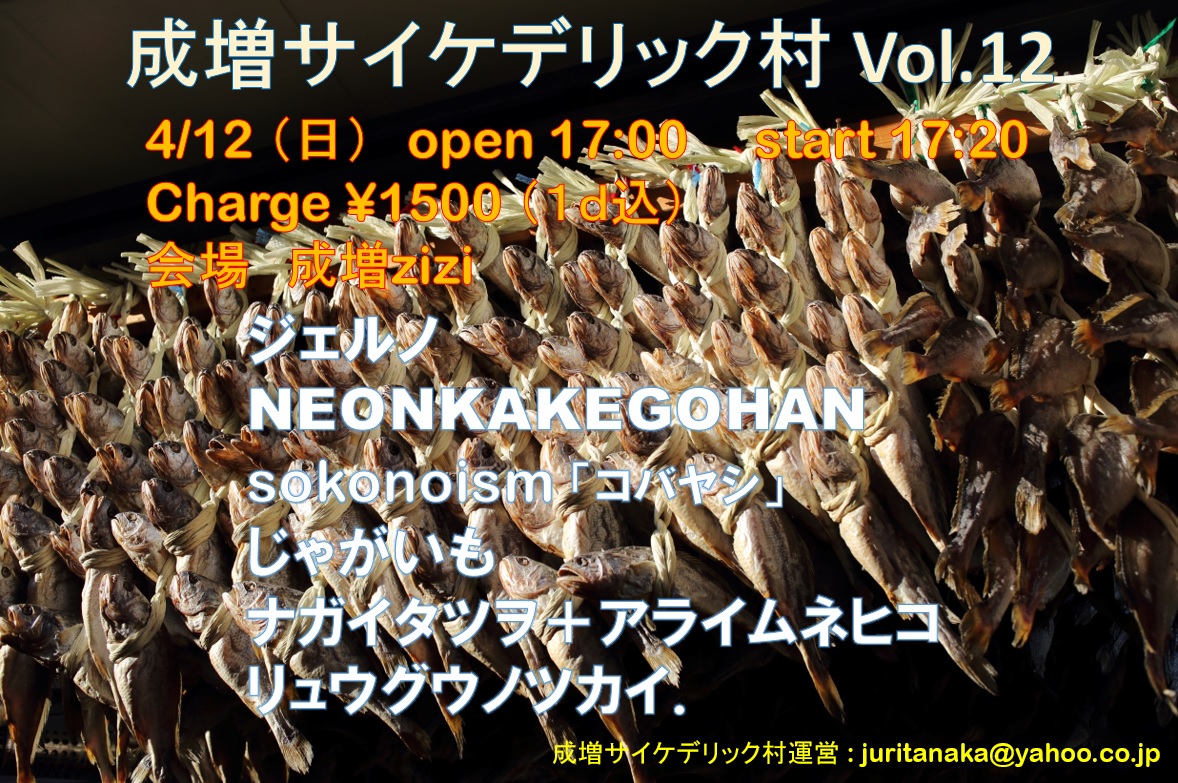 成増サイケデリック村 Vol.12
4/12（日） open 17:00 start 17:20
Charge ¥1500（１d込）
会場 成増zizi
ジェルノ
NEONKAKEGOHAN
sokonoism「コバヤシ」
じゃがいも
ナガイタツヲ＋アライムネヒコ
リュウグウノツカイ.
成増サイケデリック村運営 : juritanaka@yahoo.co.jp